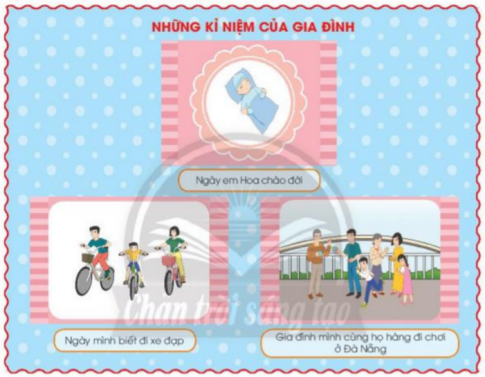 NHỮNG KỈ NIỆM CỦA GIA ĐÌNH
Ngày em Hoa chào đời
Chân trời sáng tạo
Ngày mình biết đi xe đạp
Gia đình mình cùng họ hàng đi chơi
ở Đà Nẵng